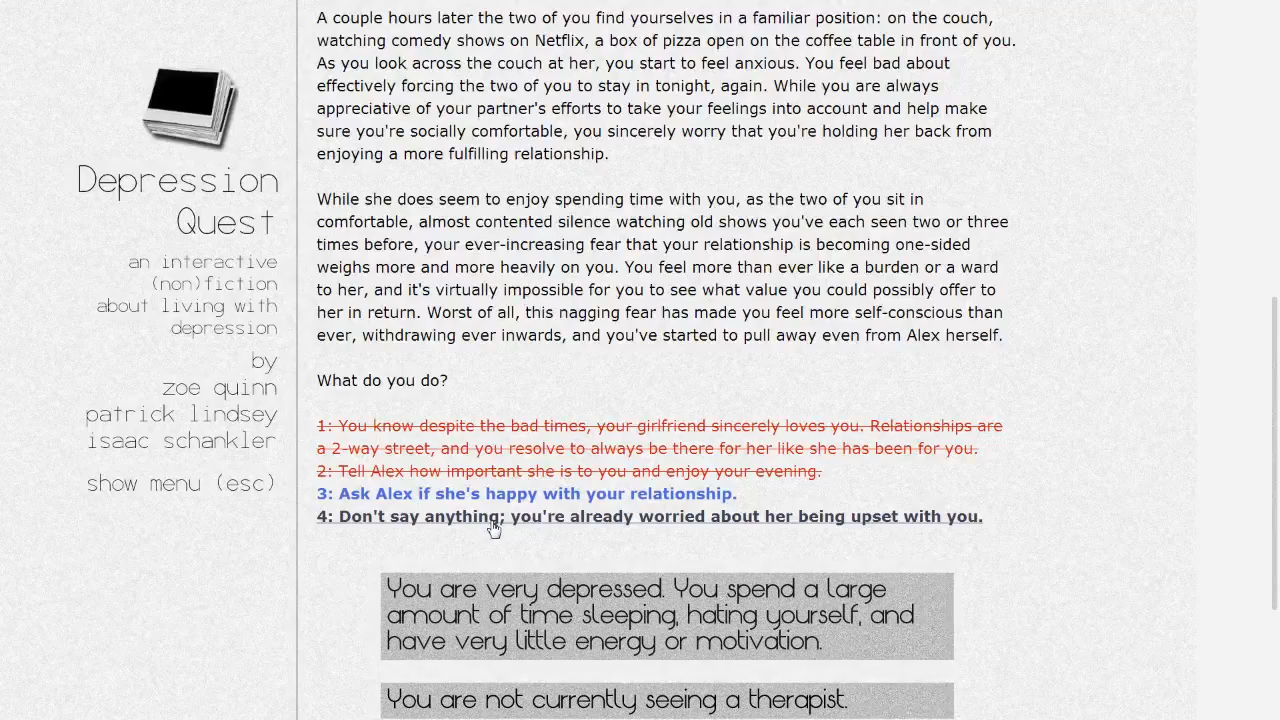 Depression
Quest
an interactive
(non)fiction
about living with
depression
by
zoe quinn
patrick lindsey
isaac schankler
show menu (esc)
A couple hours later the two of you find yourselves in a familiar position: on the couch,
watching comedy shows on Netflix, a box of pizza open on the coffee table in front of you.
As you look across the couch at her, you start to feel anxious. You feel bad about
effectively forcing the two of you to stay in tonight, again. While you are always
appreciative of your partner's efforts to take your feelings into account and help make
sure you're socially comfortable, you sincerely worry that you're holding her back from
enjoying a more fulfilling relationship.
While she does seem to enjoy spending time with you, as the two of you sit in
comfortable, almost contented silence watching old shows you've each seen two or three
times before, your ever-increasing fear that your relationship is becoming one-sided
weighs more and more heavily on you. You feel more than ever like a burden or a ward
to her, and it's virtually impossible for you to see what value you could possibly offer to
her in return. Worst of all, this nagging fear has made you feel more self-conscious than
ever, withdrawing ever inwards, and you've started to pull away even from Alex herself.
What do you do?
1: You know despite the bad times, your girlfriend sincerely loves you. Relationships are
a 2-way street, and you resolve to always be there for her like she has been for you.
2: Tell Alex how important she is to you and enjoy your evening.
3: Ask Alex if she's happy with your relationship.
4: Don't say anything; you're already worried about her being upset with you.
You are very depressed. You spend a large
amount of time sleeping, hating yourself, and
have very little energy or motivation.
You are not currently seeing a therapist.